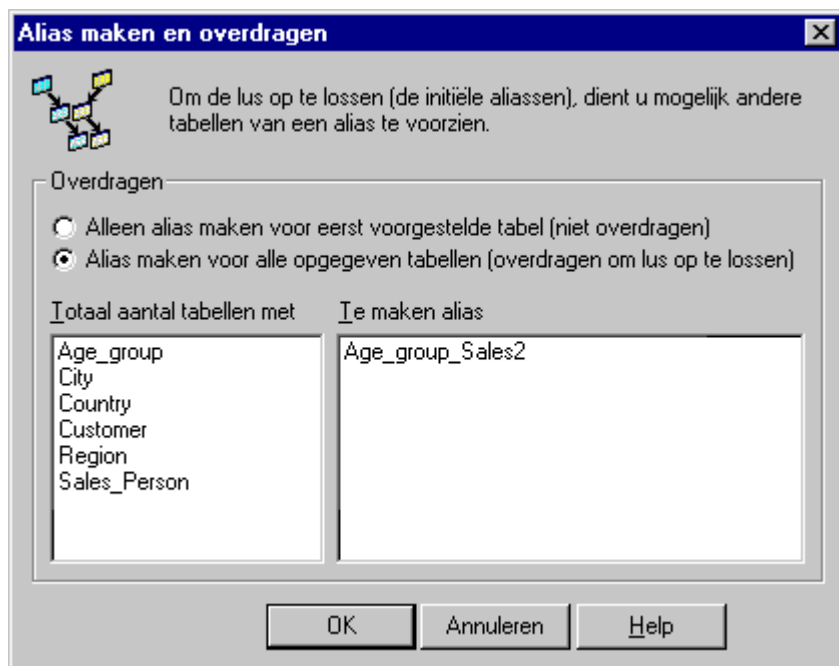 Alias maken en overdragen
Om de lus op te lossen (de initiële aliassen), dient u mogelijk andere
tabellen van een alias te voorzien.
Overdragen
Alleen alias maken voor eerst voorgestelde tabel (niet overdragen)
Alias maken voor alle opgegeven tabellen (overdragen om lus op te lossen)
Totaal aantal tabellen met
Te maken alias
Age_group
City
Country
Customer
Region
Sales_Person
Age_group_Sales2
OK
Annuleren
Help